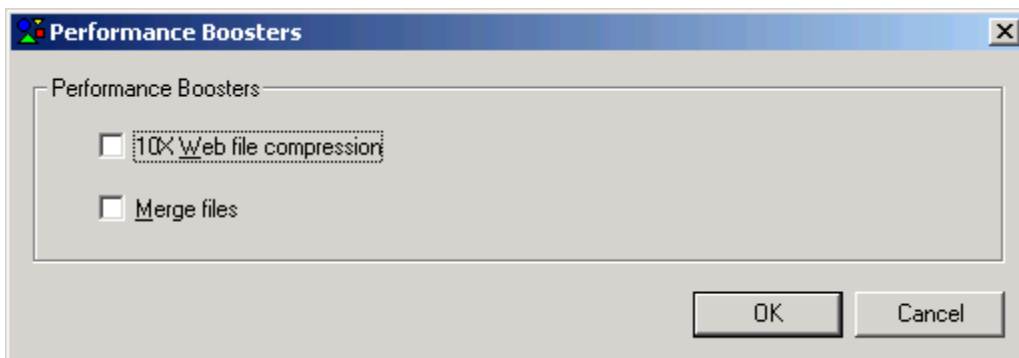 Performance Boosters
Performance Boosters
10X Web file compression
Merge files
OK Cancel